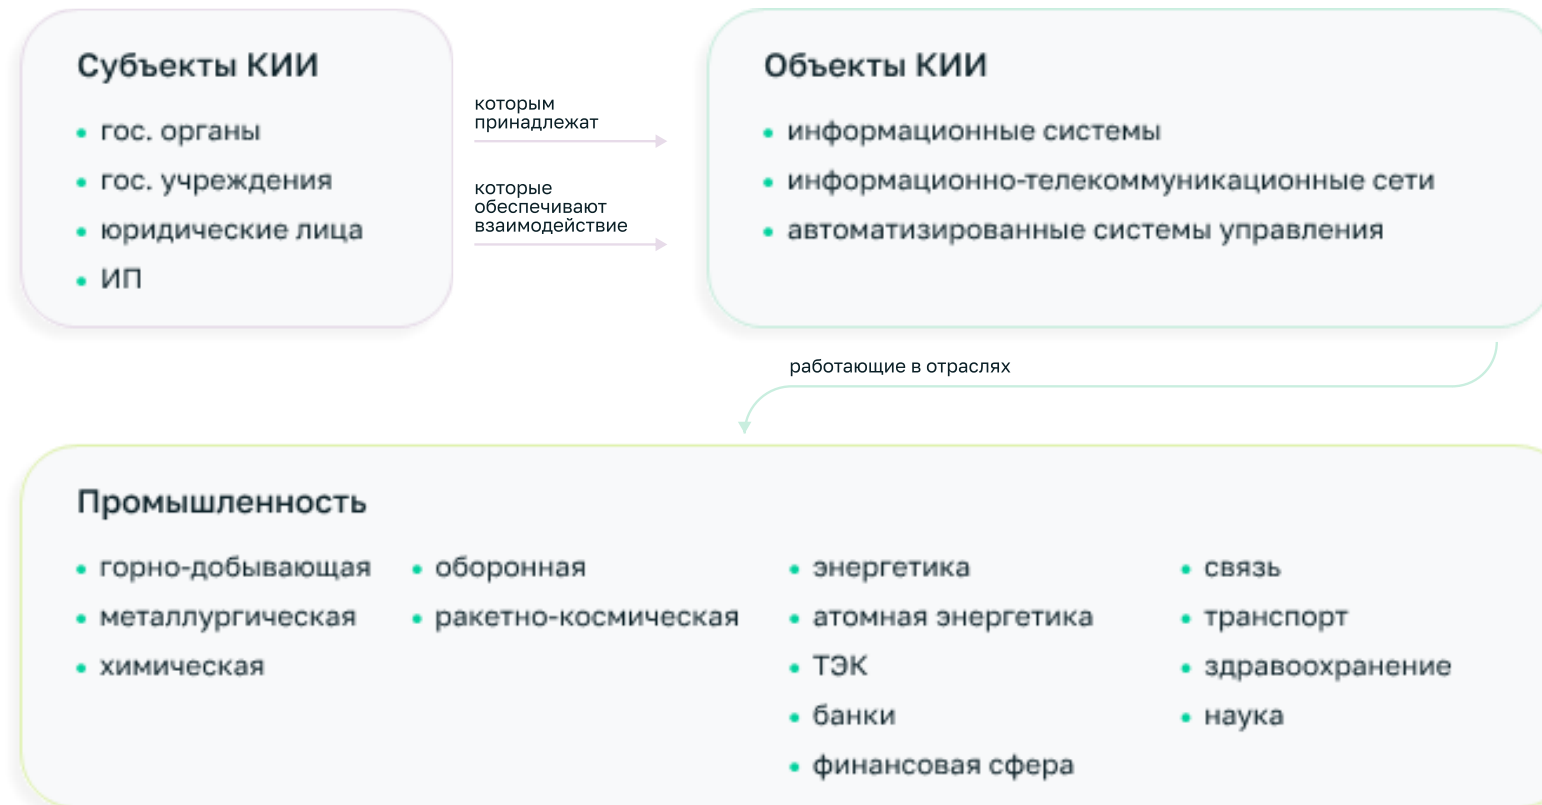 Субъекты КИИ
гос. органы
гос. учреждения
юридические лица
ИП
которым
принадлежат
которые
обеспечивают
взаимодействие
Объекты КИИ
информационные системы
информационно-телекоммуникационные сети
автоматизированные системы управления
работающие в отраслях
Промышленность
горно-добывающая
металлургическая
химическая
оборонная
ракетно-космическая
энергетика
атомная энергетика
ТЭК
банки
финансовая сфера
связь
транспорт
здравоохранение
наука